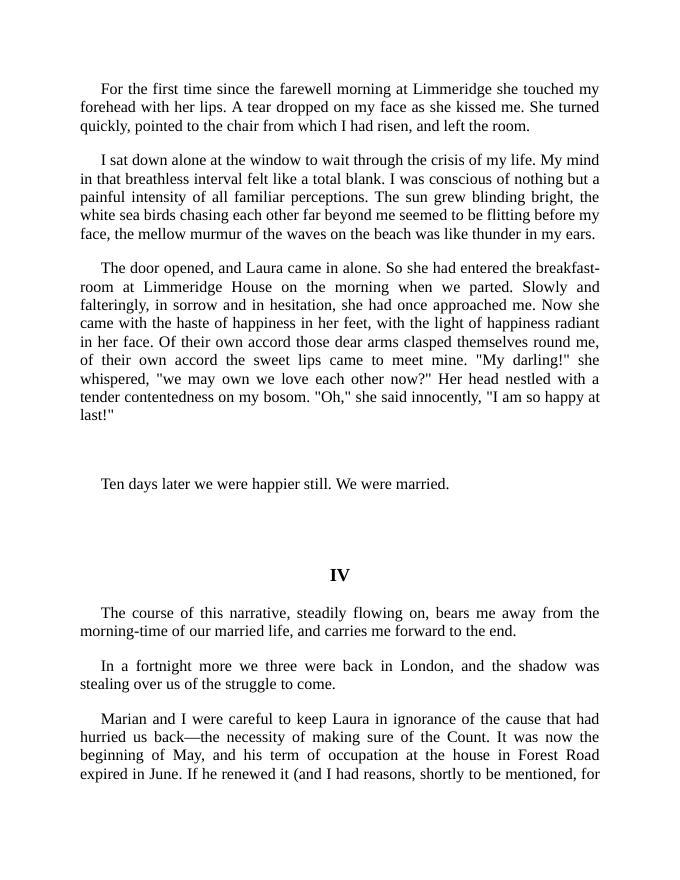 For the first time since the farewell morning at Limmeridge she touched my
forehead with her lips. A tear dropped on my face as she kissed me. She turned
quickly, pointed to the chair from which I had risen, and left the room.
I sat down alone at the window to wait through the crisis of my life. My mind
in that breathless interval felt like a total blank. I was conscious of nothing but a
painful intensity of all familiar perceptions. The sun grew blinding bright, the
white sea birds chasing each other far beyond me seemed to be flitting before my
face, the mellow murmur of the waves on the beach was like thunder in my ears.
The door opened, and Laura came in alone. So she had entered the breakfast-
room at Limmeridge House on the morning when we parted. Slowly and
falteringly, in sorrow and in hesitation, she had once approached me. Now she
came with the haste of happiness in her feet, with the light of happiness radiant
in her face. Of their own accord those dear arms clasped themselves round me,
of their own accord the sweet lips came to meet mine. "My darling!" she
whispered, "we may own we love each other now?" Her head nestled with a
tender contentedness on my bosom. "Oh," she said innocently, "I am so happy at
last!"
Ten days later we were happier still. We were married.
IV
The course of this narrative, steadily flowing on, bears me away from the
morning-time of our married life, and carries me forward to the end.
In a fortnight more we three were back in London, and the shadow was
stealing over us of the struggle to come.
Marian and I were careful to keep Laura in ignorance of the cause that had
hurried us back—the necessity of making sure of the Count. It was now the
beginning of May, and his term of occupation at the house in Forest Road
expired in June. If he renewed it (and I had reasons, shortly to be mentioned, for